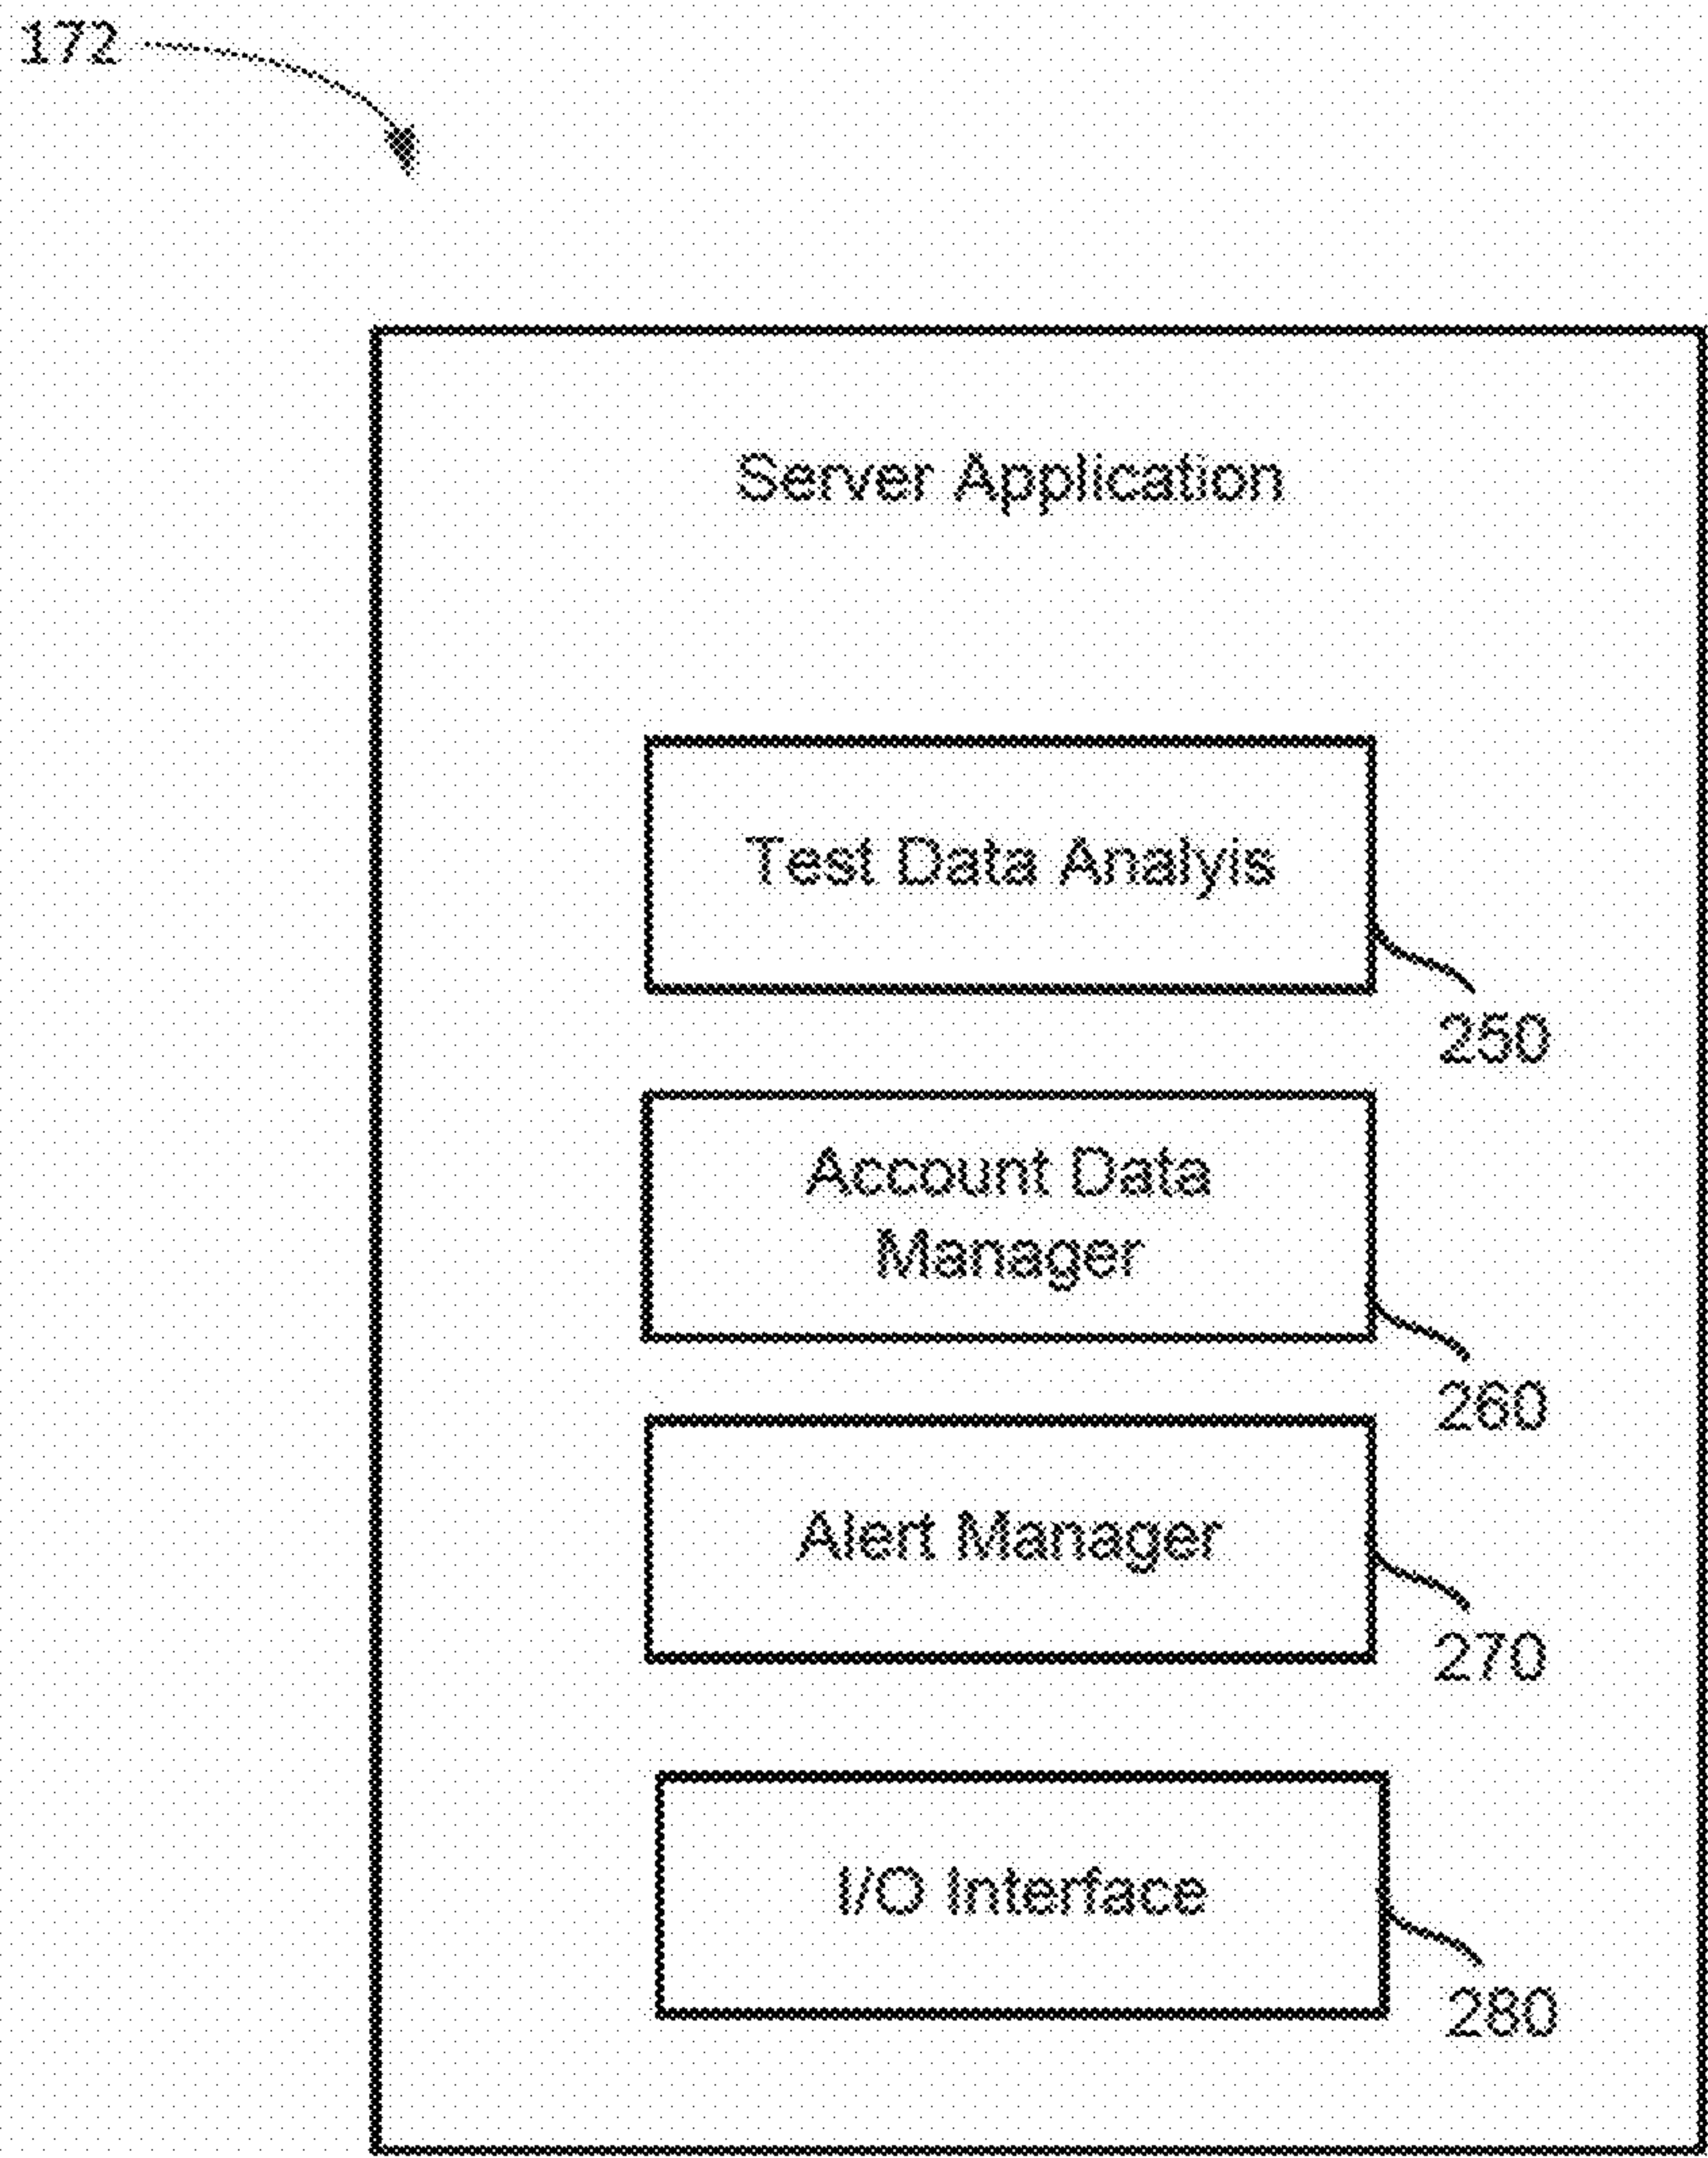 172
Server Application
Test Data Analyis
250
Account Data
Manager
260
Alert Manager
270
I/O Interface
280